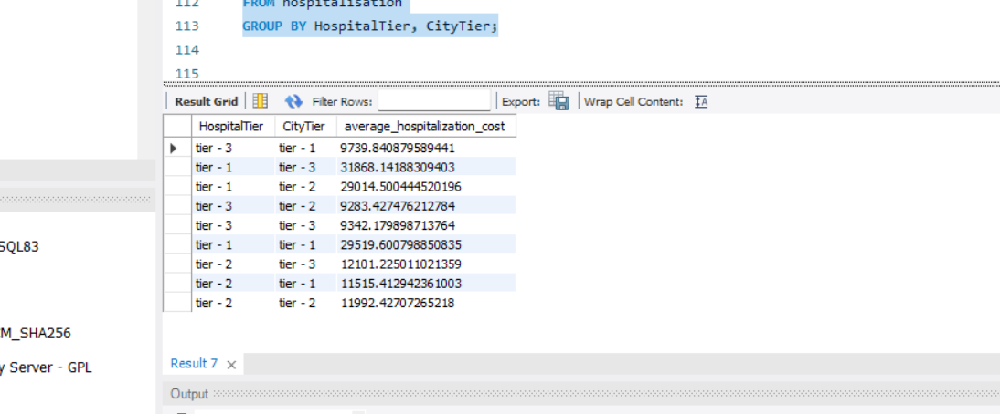 112 FROM hospitalisation
113 GROUP BY HospitalTier, CityTier;
114
115
Result Grid Filter Rows: Export: Wrap Cell Content:
HospitalTier CityTier average_hospitalization_cost
tier - 3 tier - 1 9739.840879589441
tier - 1 tier - 3 31868.14188309403
tier - 1 tier - 2 29014.500444520196
tier - 3 tier - 2 9283.427476212784
tier - 3 tier - 3 9342.179898713764
tier - 1 tier - 1 29519.600798850835
tier - 2 tier - 3 12101.225011021359
tier - 2 tier - 1 11515.412942361003
tier - 2 tier - 2 11992.42707265218
SQL83
M_SHA256
y Server - GPL
Result 7
Output